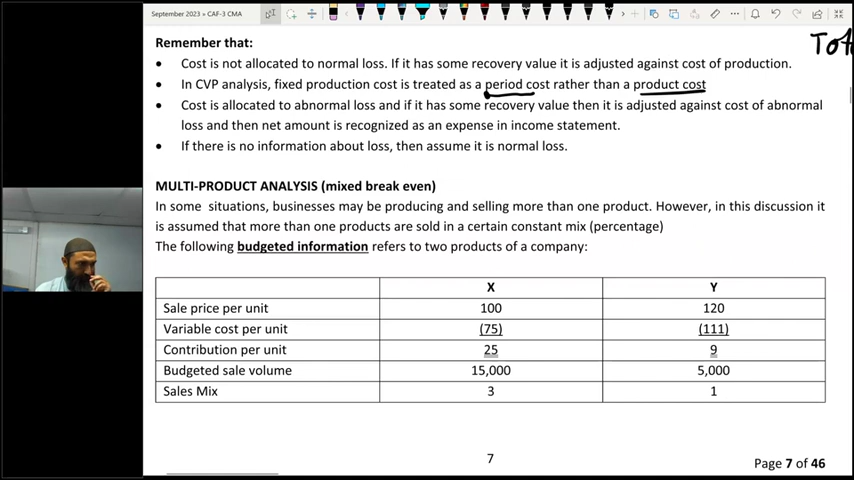 September 2023 » CAF-3 CMA
Remember that:
• Cost is not allocated to normal loss. If it has some recovery value it is adjusted against cost of production.
• In CVP analysis, fixed production cost is treated as a period cost rather than a product cost
• Cost is allocated to abnormal loss and if it has some recovery value then it is adjusted against cost of abnormal
loss and then net amount is recognized as an expense in income statement.
• If there is no information about loss, then assume it is normal loss.
MULTI-PRODUCT ANALYSIS (mixed break even)
In some situations, businesses may be producing and selling more than one product. However, in this discussion it
is assumed that more than one products are sold in a certain constant mix (percentage)
The following budgeted information refers to two products of a company:
X Y
Sale price per unit 100 120
Variable cost per unit (75) (111)
Contribution per unit 25 9
Budgeted sale volume 15,000 5,000
Sales Mix 3 1
7
Page 7 of 46